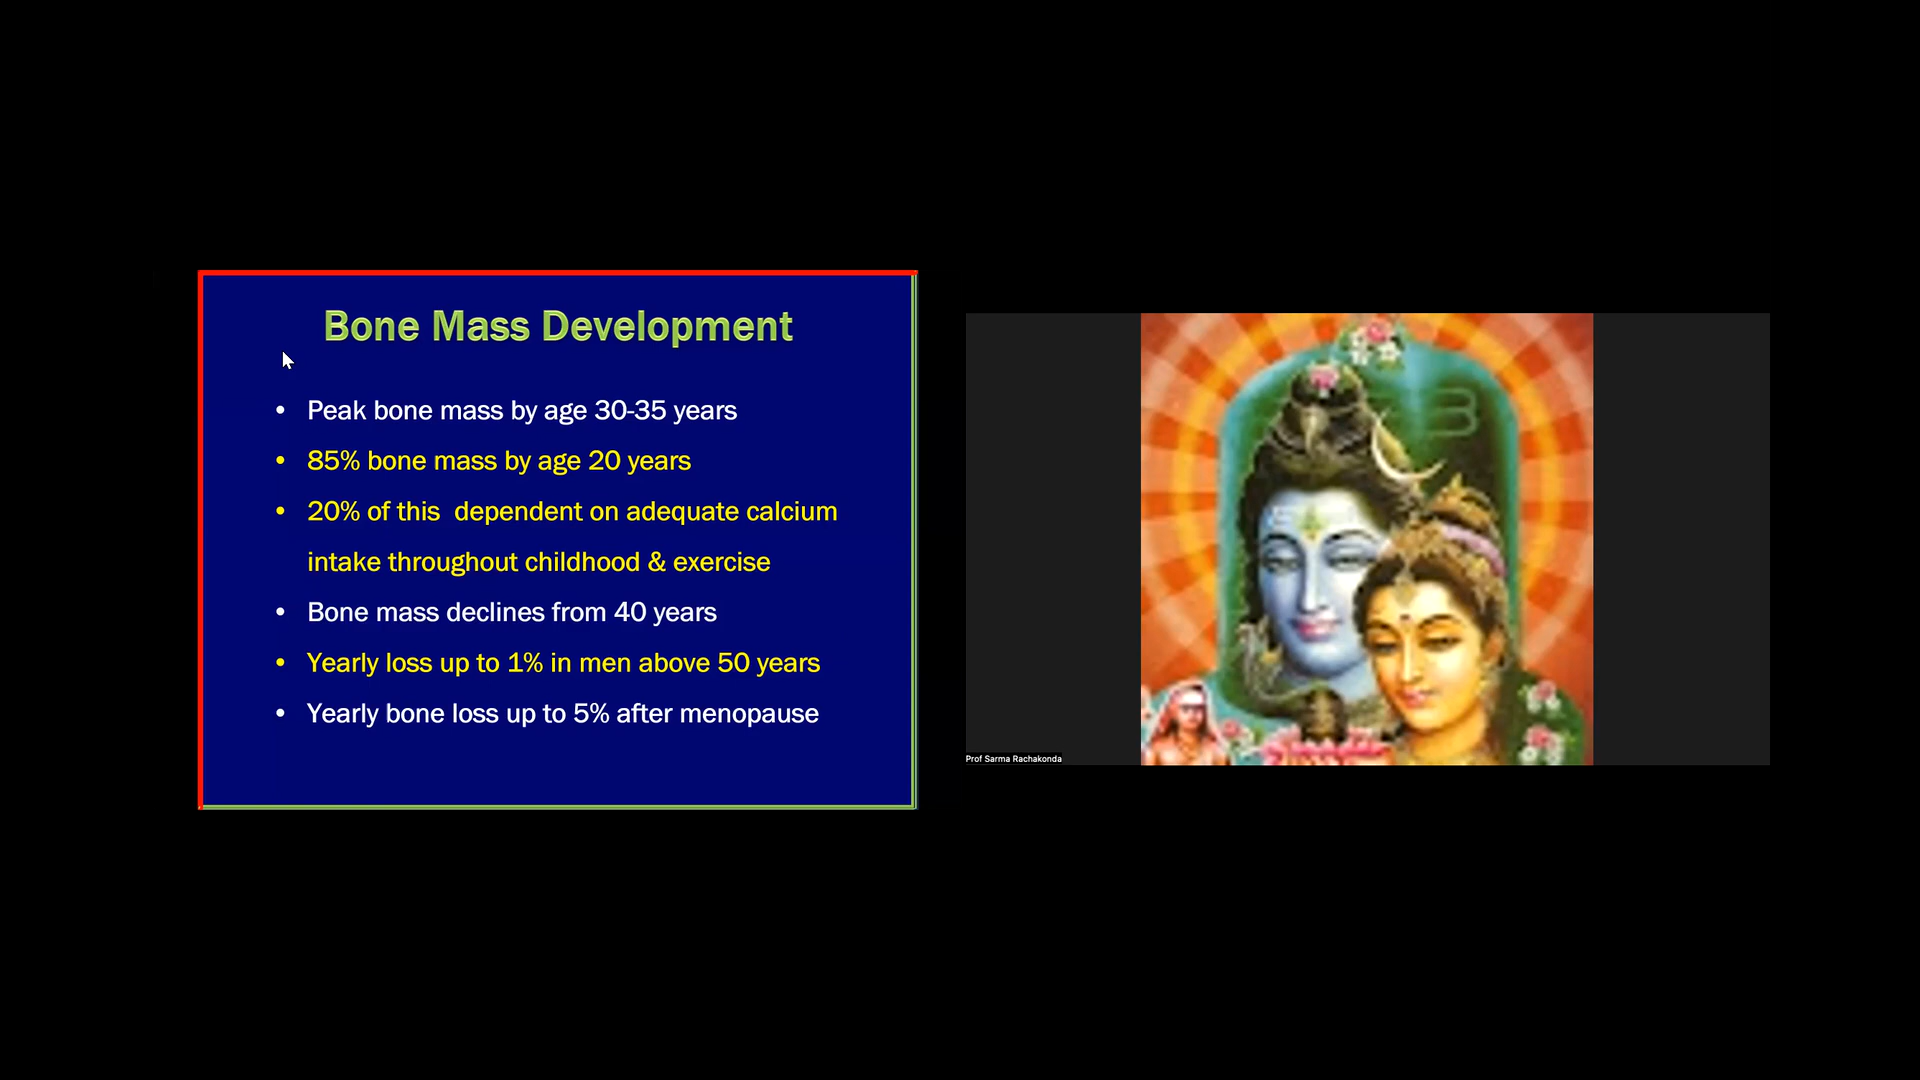 Bone Mass Development
• Peak bone mass by age 30-35 years
• 85% bone mass by age 20 years
• 20% of this  dependent on adequate calcium
intake throughout childhood & exercise
• Bone mass declines from 40 years
• Yearly loss up to 1% in men above 50 years
• Yearly bone loss up to 5% after menopause
Prof Sarma Rachakonda